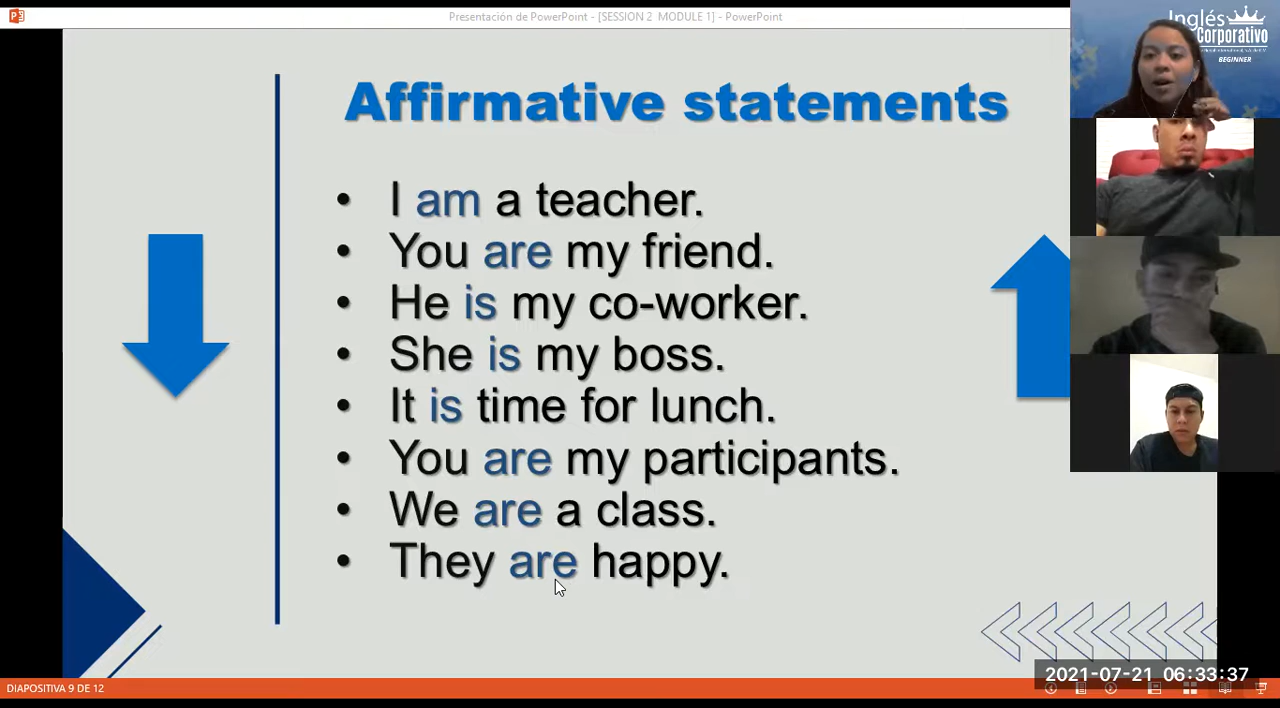 Presentación de PowerPoint - [SESSION 2 MODULE 1] - PowerPoint
Inglés
Corporativo
BEGINNER
Affirmative statements
• I am a teacher.
• You are my friend.
• He is my co-worker.
• She is my boss.
• It is time for lunch.
• You are my participants.
• We are a class.
• They are happy.
2021-07-21 06:33:37
DIAPOSITIVA 9 DE 12